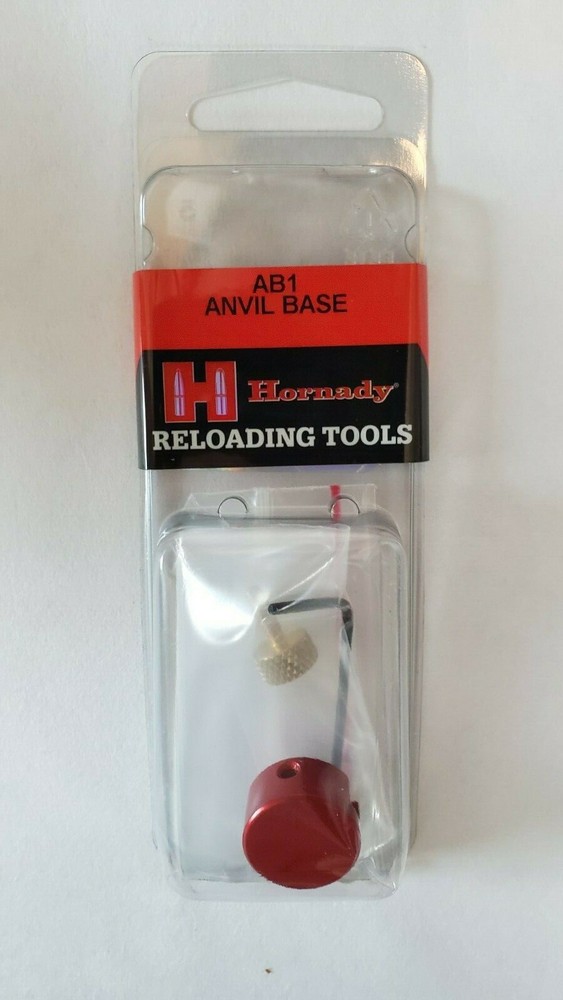 AB1
ANVIL BASE
H Hornady®
RELOADING TOOLS